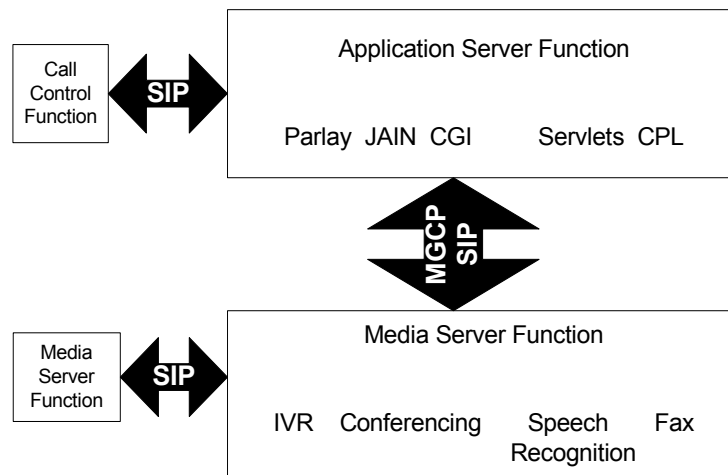 Application Server Function
Call
Control
Function
SIP
Parlay JAIN CGI Servlets CPL
MGCP
SIP
Media Server Function
Media
Server
Function
SIP
IVR Conferencing Speech Recognition Fax